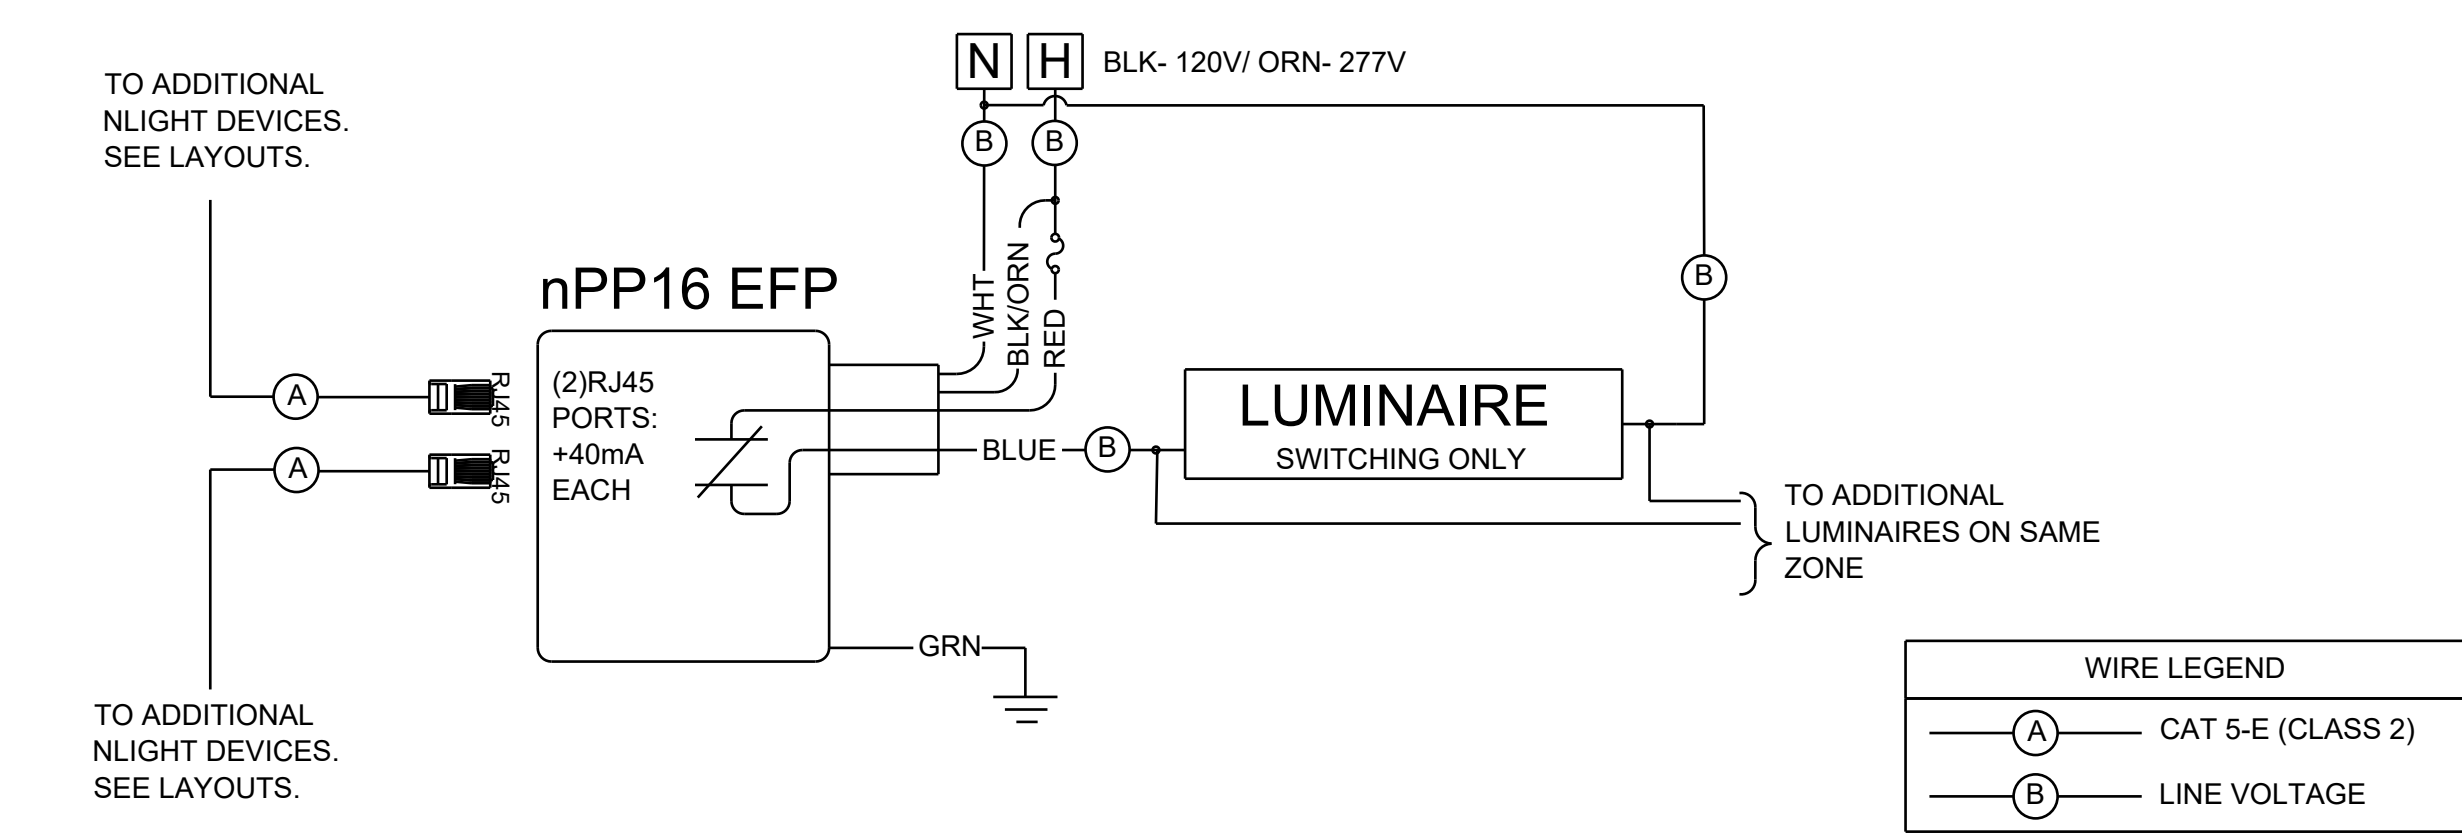 N H BLK- 120V/ ORN- 277V
TO ADDITIONAL
NLIGHT DEVICES.
SEE LAYOUTS.
B B
B
WHT
BLK/ORN
RED
nPP16 EFP
A
RJ45
A
RJ45
(2)RJ45
PORTS:
+40mA
EACH
BLUE B
LUMINAIRE
SWITCHING ONLY
TO ADDITIONAL
LUMINAIRES ON SAME
ZONE
GRN
TO ADDITIONAL
NLIGHT DEVICES.
SEE LAYOUTS.
WIRE LEGEND
A CAT 5-E (CLASS 2)
B LINE VOLTAGE